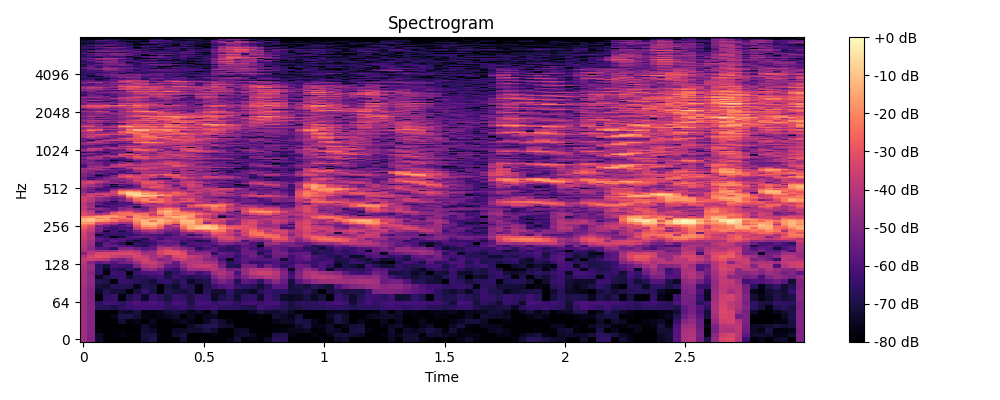 Spectrogram
+0 dB
4096
-10 dB
2048
-20 dB
1024
-30 dB
Hz
512
-40 dB
256
-50 dB
128
-60 dB
64
-70 dB
0
-80 dB
0
0.5
1
1.5
2
2.5
Time